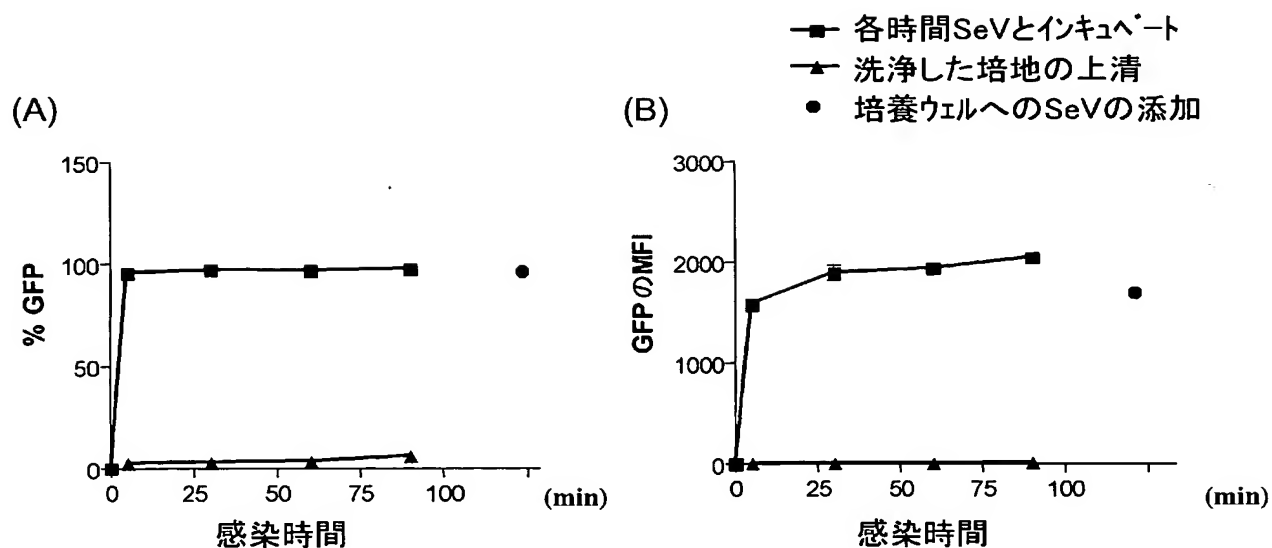 各時間SeVとインキュベート
洗浄した培地の上清
培養ウェルへのSeVの添加
(A)
150
100
50
0
% GFP
0 25 50 75 100 (min)
感染時間
(B)
3000
2000
1000
0
GFPのMFI
0 25 50 75 100 (min)
感染時間